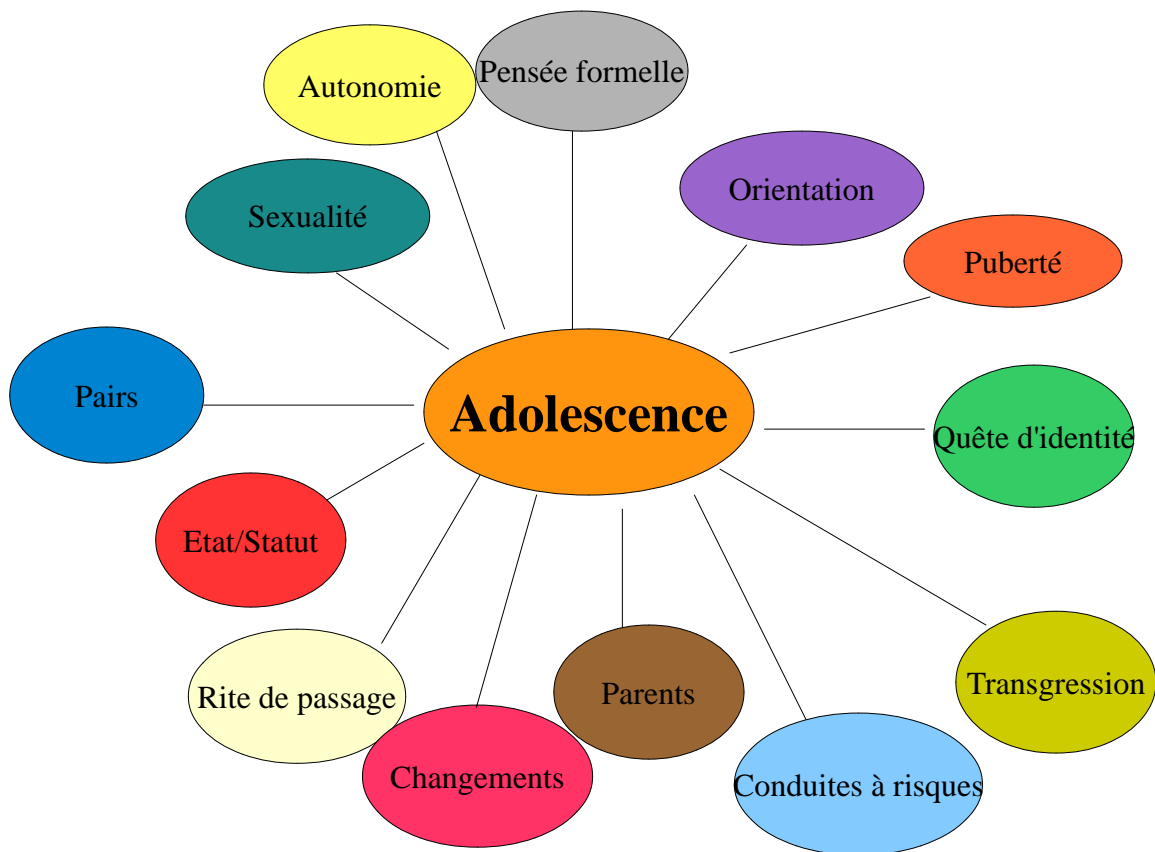 Pensée formelle
Autonomie
Orientation
Sexualité
Puberté
Pairs
Adolescence
Quête d'identité
Etat/Statut
Transgression
Rite de passage
Parents
Changements
Conduites à risques